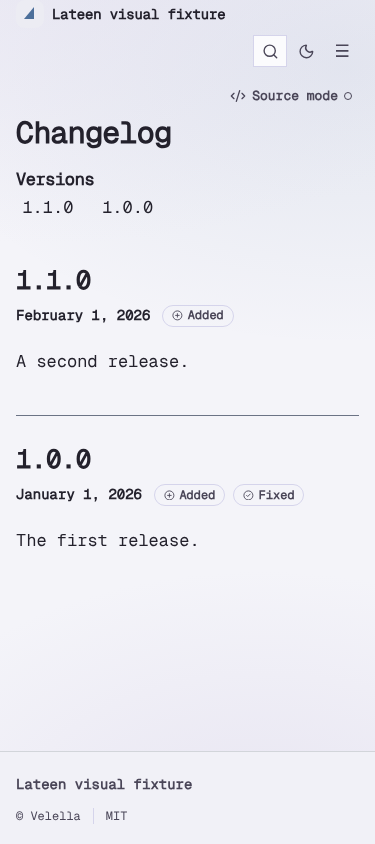 Lateen visual fixture
</> Source mode
Changelog
Versions
1.1.0 1.0.0
1.1.0
February 1, 2026 Added
A second release.
1.0.0
January 1, 2026 Added Fixed
The first release.
Lateen visual fixture
© Velella MIT